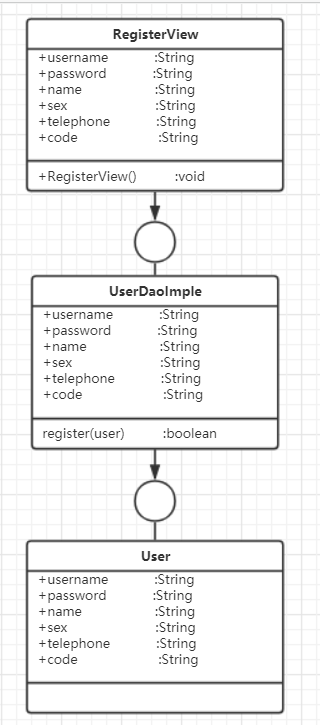 RegisterView
+username :String
+password :String
+name :String
+sex :String
+telephone :String
+code :String
+RegisterView() :void
UserDaoImple
+username :String
+password :String
+name :String
+sex :String
+telephone :String
+code :String
register(user) :boolean
User
+username :String
+password :String
+name :String
+sex :String
+telephone :String
+code :String